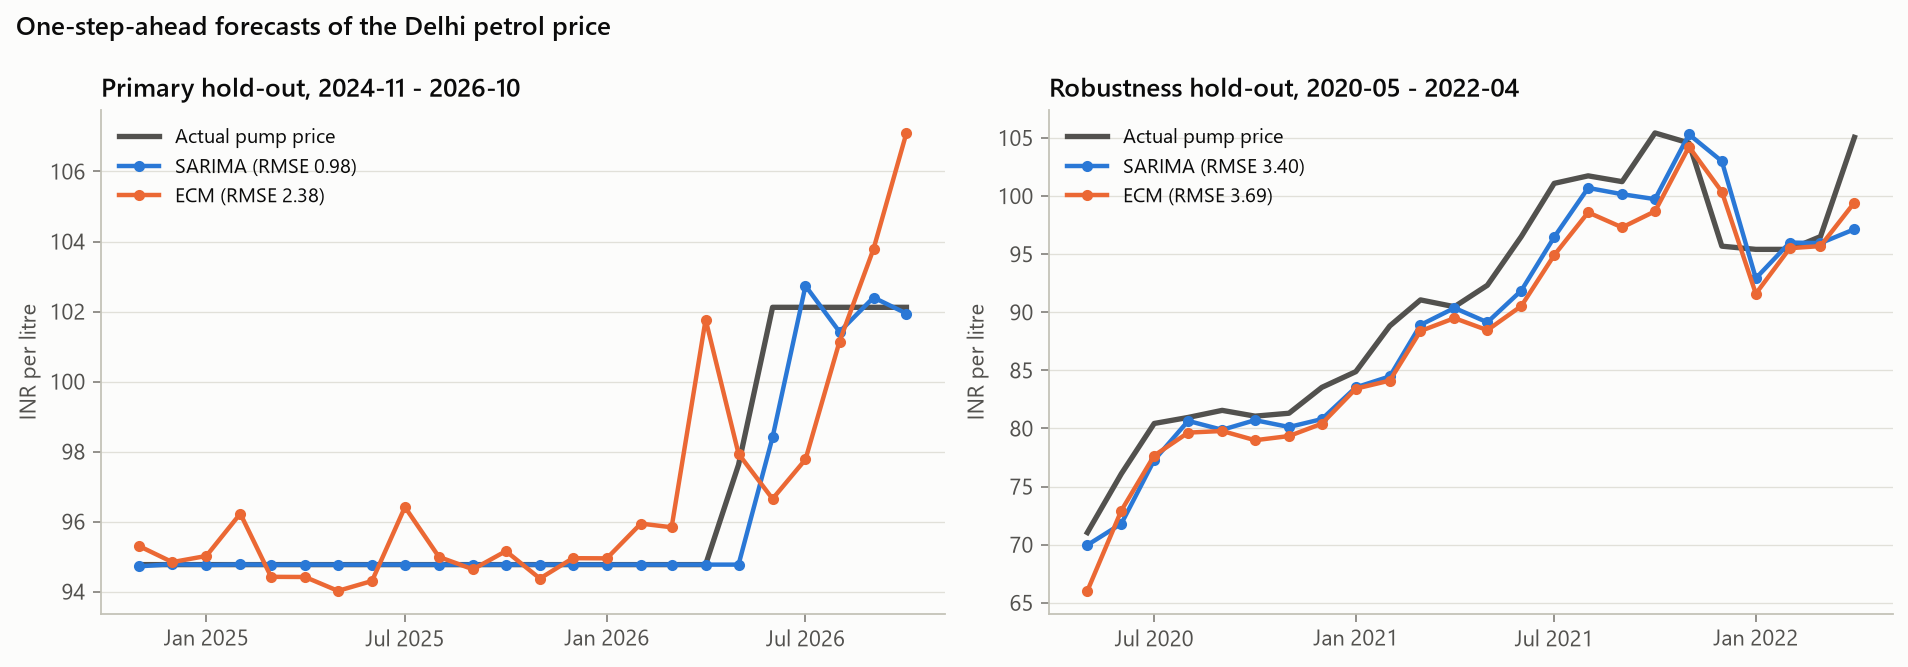 One-step-ahead forecasts of the Delhi petrol price
Primary hold-out, 2024-11 - 2026-10
Actual pump price
SARIMA (RMSE 0.98)
ECM (RMSE 2.38)
INR per litre
106
104
102
100
98
96
94
Jan 2025
Jul 2025
Jan 2026
Jul 2026
Robustness hold-out, 2020-05 - 2022-04
Actual pump price
SARIMA (RMSE 3.40)
ECM (RMSE 3.69)
INR per litre
105
100
95
90
85
80
75
70
65
Jul 2020
Jan 2021
Jul 2021
Jan 2022